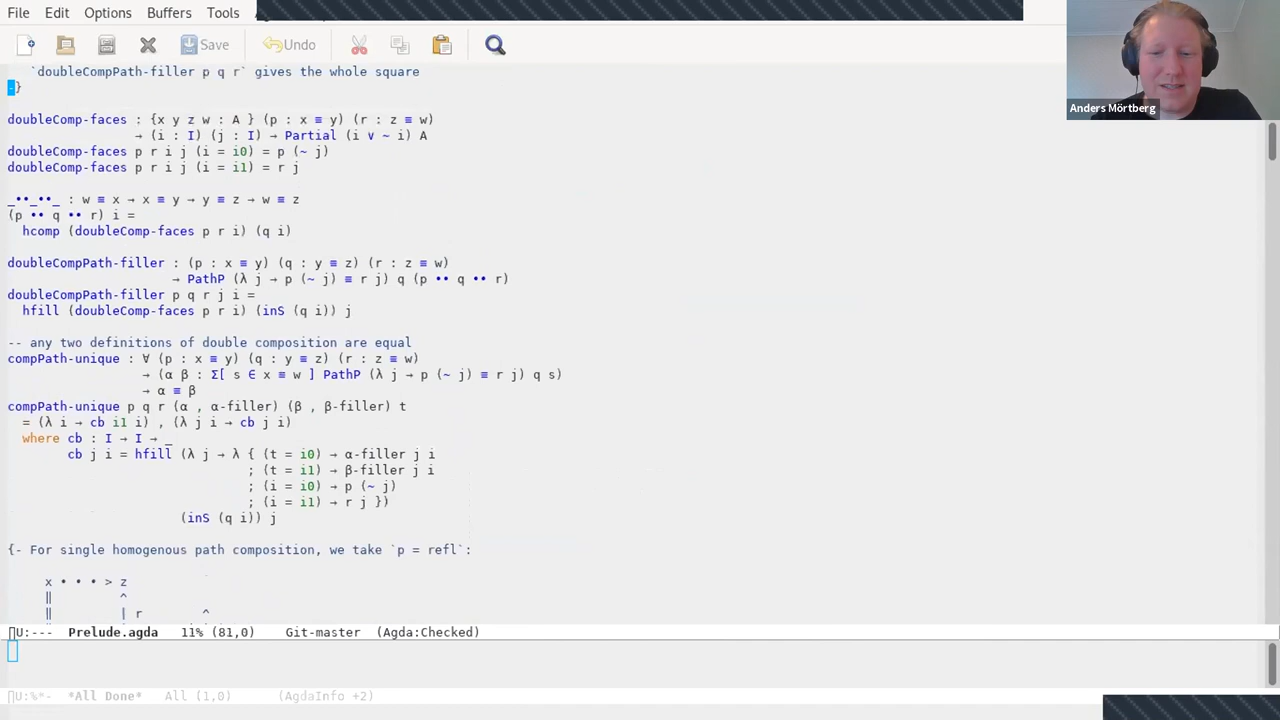 File Edit Options Buffers Tools
Save Undo
Anders Mörtberg
`doubleCompPath-filler p q r` gives the whole square
-}
doubleComp-faces : {x y z w : A } (p : x ≡ y) (r : z ≡ w)
→ (i : I) (j : I) → Partial (i ∨ ~ i) A
doubleComp-faces p r i j (i = i0) = p (~ j)
doubleComp-faces p r i j (i = i1) = r j
_∙∙_∙∙_ : w ≡ x → x ≡ y → y ≡ z → w ≡ z
(p ∙∙ q ∙∙ r) i =
hcomp (doubleComp-faces p r i) (q i)
doubleCompPath-filler : (p : x ≡ y) (q : y ≡ z) (r : z ≡ w)
→ PathP (λ j → p (~ j) ≡ r j) q (p ∙∙ q ∙∙ r)
doubleCompPath-filler p q r j i =
hfill (doubleComp-faces p r i) (inS (q i)) j
-- any two definitions of double composition are equal
compPath-unique : ∀ (p : x ≡ y) (q : y ≡ z) (r : z ≡ w)
→ (α β : Σ[ s ∈ x ≡ w ] PathP (λ j → p (~ j) ≡ r j) q s)
→ α ≡ β
compPath-unique p q r (α , α-filler) (β , β-filler) t
= (λ i → cb i1 i) , (λ j i → cb j i)
where cb : I → I → _
cb j i = hfill (λ j → λ { (t = i0) → α-filler j i
; (t = i1) → β-filler j i
; (i = i0) → p (~ j)
; (i = i1) → r j })
(inS (q i)) j
{- For single homogenous path composition, we take `p = refl`:
x ∙ ∙ ∙ > z
‖ ^
‖ | r ^
U:--- Prelude.agda 11% (81,0) Git-master (Agda:Checked)
U:%*- *All Done* All (1,0) (AgdaInfo +2)